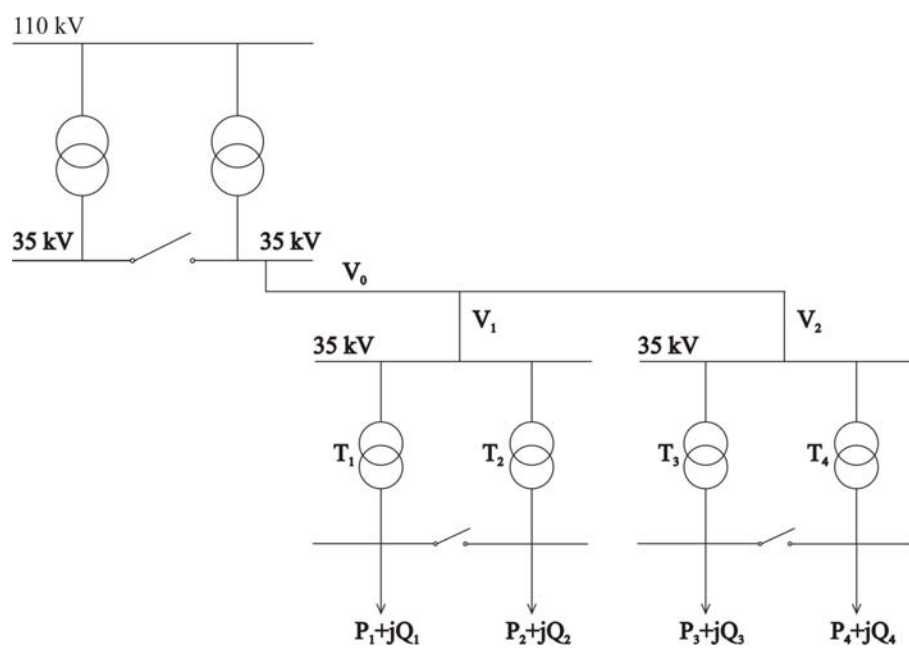 110 kV
35 kV 35 kV
V₀
V₁ V₂
35 kV 35 kV
T₁ T₂ T₃ T₄
P₁+jQ₁ P₂+jQ₂ P₃+jQ₃ P₄+jQ₄